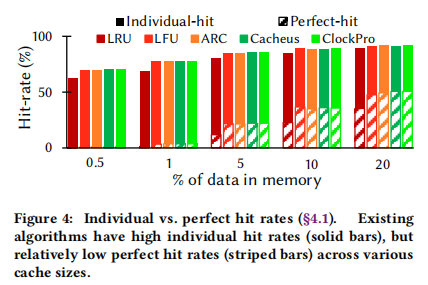 Individual-hit Perfect-hit
LRU LFU ARC Cacheus ClockPro
Hit-rate (%)
100
50
0
0.5 1 5 10 20
% of data in memory
Figure 4: Individual vs. perfect hit rates (§4.1). Existing
algorithms have high individual hit rates (solid bars), but
relatively low perfect hit rates (striped bars) across various
cache sizes.